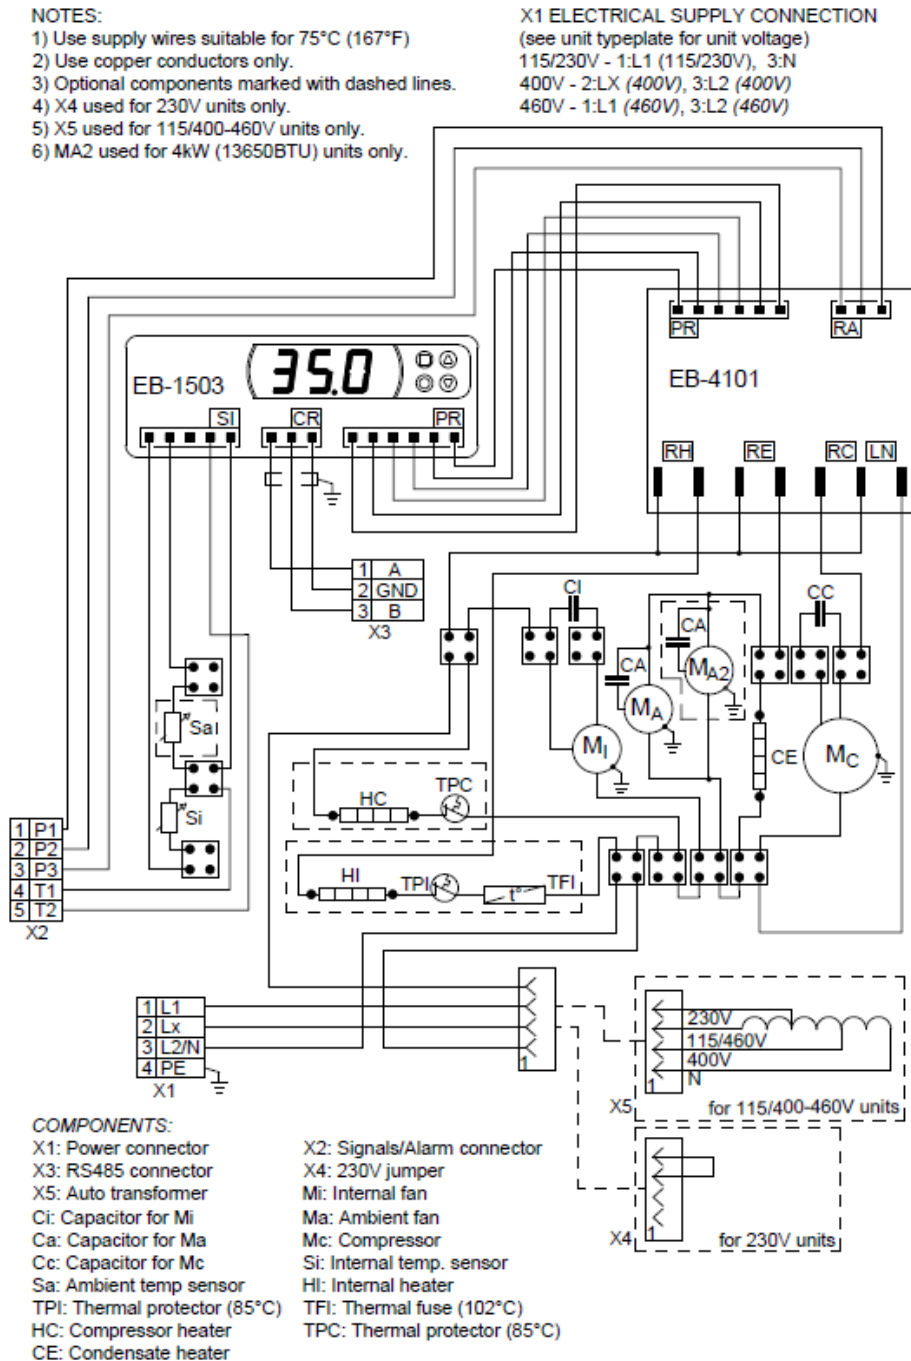 NOTES:
1) Use supply wires suitable for 75°C (167°F)
2) Use copper conductors only.
3) Optional components marked with dashed lines.
4) X4 used for 230V units only.
5) X5 used for 115/400-460V units only.
6) MA2 used for 4kW (13650BTU) units only.
X1 ELECTRICAL SUPPLY CONNECTION
(see unit typeplate for unit voltage)
115/230V - 1:L1 (115/230V), 3:N
400V - 2:LX (400V), 3:L2 (400V)
460V - 1:L1 (460V), 3:L2 (460V)
PR
RA
EB-4101
RH
RE
RC
LN
EB-1503
35.0
SI
CR
PR
1 A
2 GND
3 B
X3
CI
CC
CA
CA
MA2
MA
MI
CE
MC
Sa
Si
HC
TPC
HI
TPI
t°
TFI
1 P1
2 P2
3 P3
4 T1
5 T2
X2
1 L1
2 Lx
3 L2/N
4 PE
X1
1
230V
115/460V
400V
N
1
X5
for 115/400-460V units
1
X4
for 230V units
COMPONENTS:
X1: Power connector
X3: RS485 connector
X5: Auto transformer
Ci: Capacitor for Mi
Ca: Capacitor for Ma
Cc: Capacitor for Mc
Sa: Ambient temp sensor
TPI: Thermal protector (85°C)
HC: Compressor heater
CE: Condensate heater
X2: Signals/Alarm connector
X4: 230V jumper
Mi: Internal fan
Ma: Ambient fan
Mc: Compressor
Si: Internal temp. sensor
HI: Internal heater
TFI: Thermal fuse (102°C)
TPC: Thermal protector (85°C)